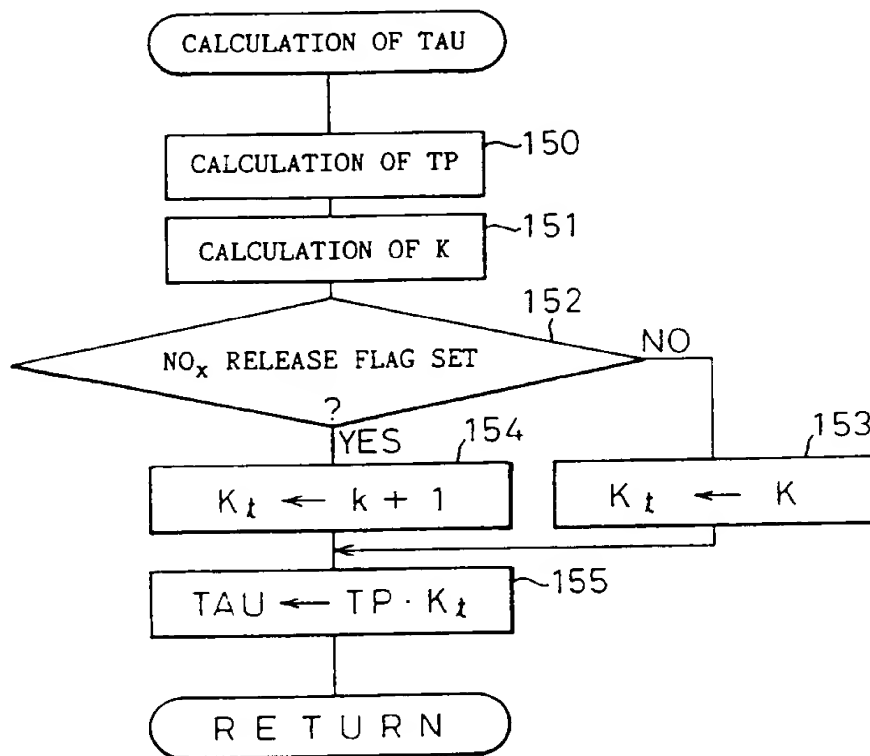 CALCULATION OF TAU
CALCULATION OF TP
150
CALCULATION OF K
151
152
NOx RELEASE FLAG SET
?
NO
YES
154
Kt ← k + 1
153
Kt ← K
155
TAU ← TP · Kt
RETURN